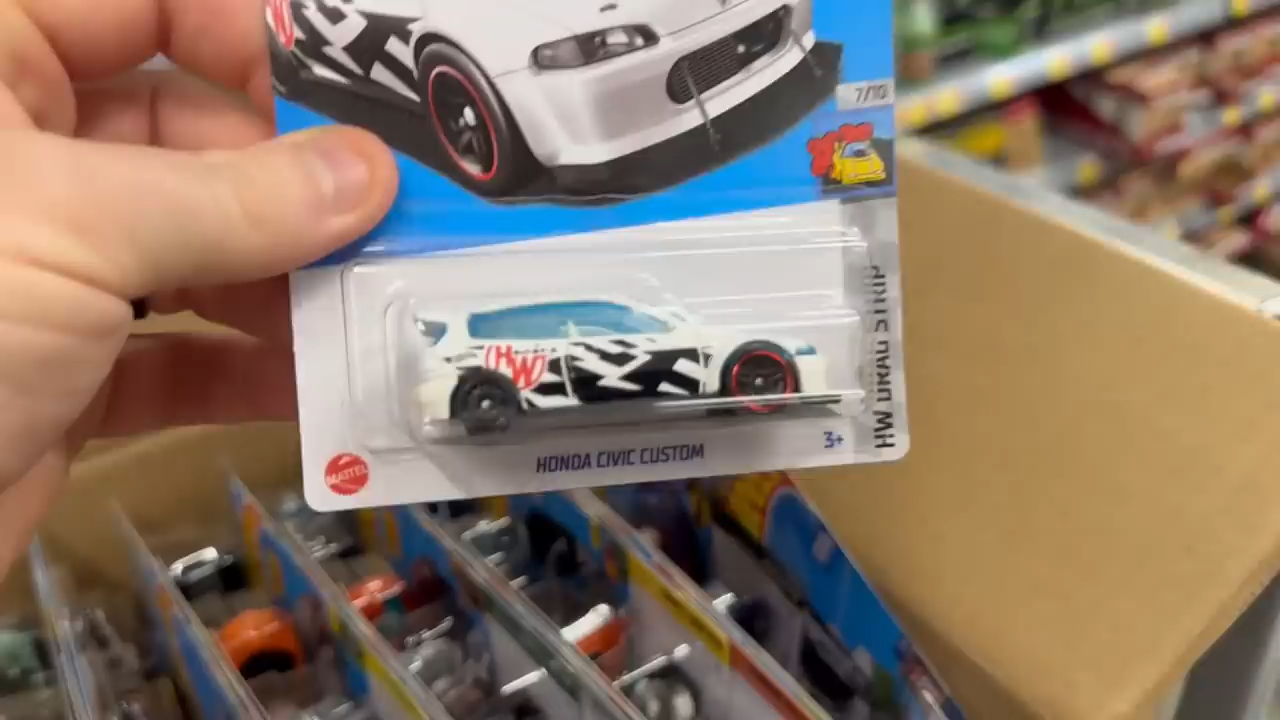 7/10
HW DRAG STRIP
HW
HONDA CIVIC CUSTOM
3+
MATTEL